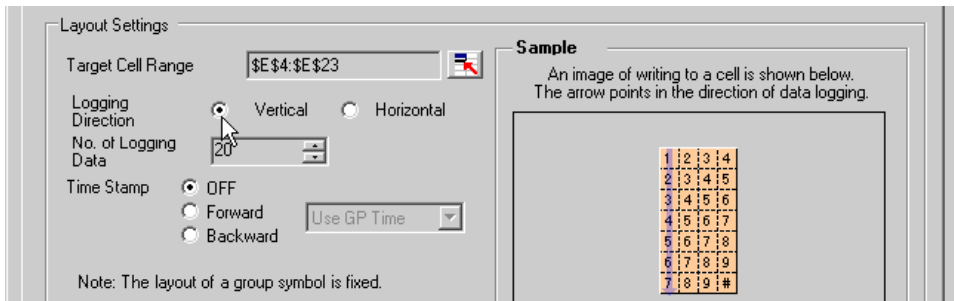 Layout Settings
Target Cell Range $E$4:$E$23
Logging Direction Vertical Horizontal
No. of Logging Data 20
Time Stamp OFF
Forward Use GP Time
Backward
Note: The layout of a group symbol is fixed.
Sample
An image of writing to a cell is shown below.
The arrow points in the direction of data logging.
1 2 3 4
2 3 4 5
3 4 5 6
4 5 6 7
5 6 7 8
6 7 8 9
7 8 9 #